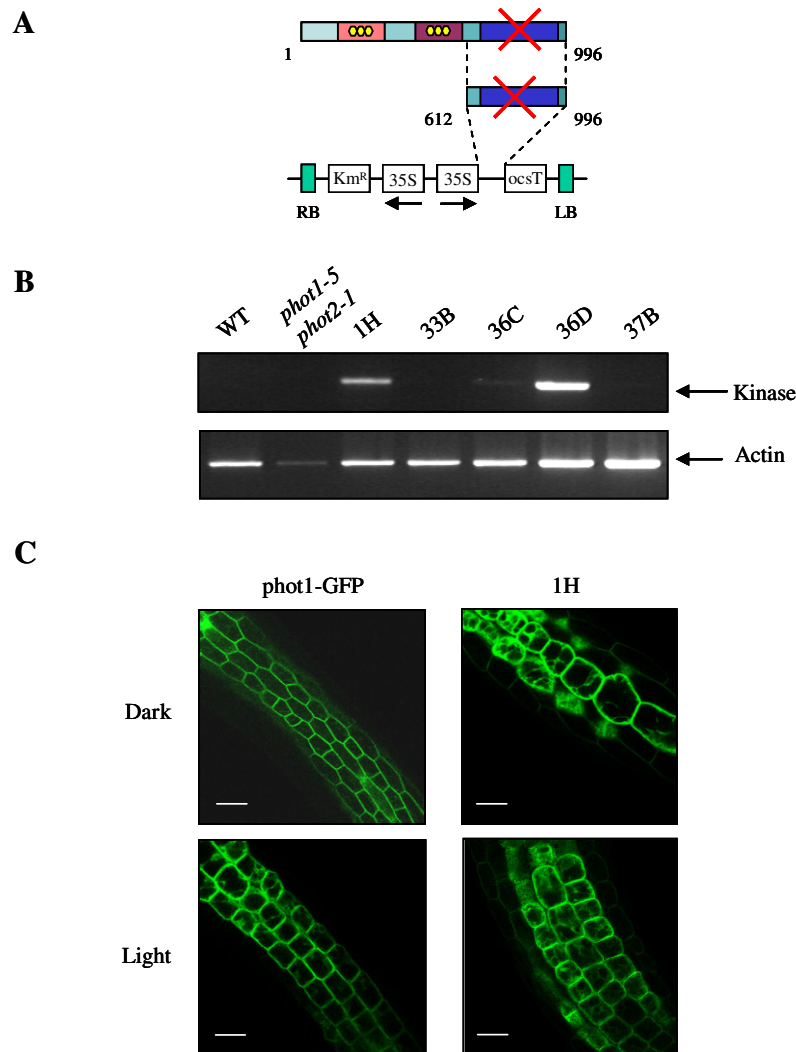 A
1 996
612 996
Kmᴿ 35S 35S ocsT
RB LB
B
WT phot1-5 phot2-1 1H 33B 36C 36D 37B
Kinase
Actin
C
phot1-GFP 1H
Dark
Light